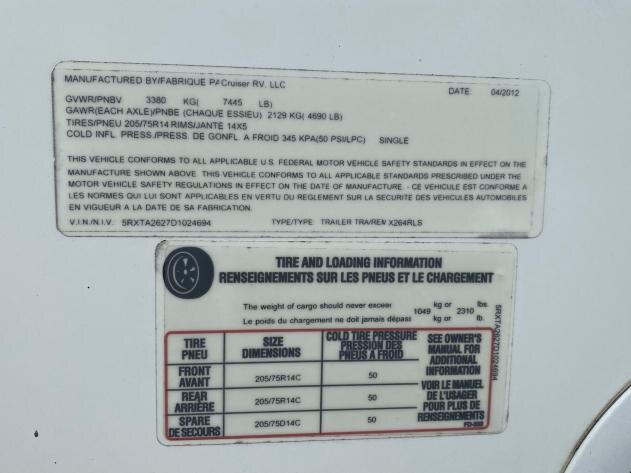 MANUFACTURED BY/FABRIQUE PACruiser RV, LLC DATE: 04/2012
GVWR/PNBV 3380 KG( 7445 LB)
GAWR(EACH AXLE)/PNBE (CHAQUE ESSIEU) 2129 KG( 4690 LB)
TIRES/PNEU 205/75R14 RIMS/JANTE 14X5
COLD INFL. PRESS./PRESS. DE GONFL. A FROID 345 KPA(50 PSI/LPC) SINGLE
THIS VEHICLE CONFORMS TO ALL APPLICABLE U.S. FEDERAL MOTOR VEHICLE SAFETY STANDARDS IN EFFECT ON THE
MANUFACTURE SHOWN ABOVE. THIS VEHICLE CONFORMS TO ALL APPLICABLE STANDARDS PRESCRIBED UNDER THE
MOTOR VEHICLE SAFETY REGULATIONS IN EFFECT ON THE DATE OF MANUFACTURE. - CE VEHICULE EST CONFORME A
LES NORMES QUI LUI SONT APPLICABLES EN VERTU DU REGLEMENT SUR LA SECURITE DES VEHICULES AUTOMOBILES
EN VIGUEUR A LA DATE DE SA FABRICATION.
V.I.N./N.I.V. 5RXTA2627D1024694 TYPE/TYPE: TRAILER TRA/REM X264RLS
TIRE AND LOADING INFORMATION
RENSEIGNEMENTS SUR LES PNEUS ET LE CHARGEMENT
The weight of cargo should never exceed 1049 kg or 2310 lbs.
Le poids du chargement ne doit jamais dépass kg or lb.
5RXTA2627D1024694
TIRE
PNEU
SIZE
DIMENSIONS
COLD TIRE PRESSURE
PRESSION DES
PNEUS A FROID
SEE OWNER'S
MANUAL FOR
ADDITIONAL
INFORMATION
FRONT
AVANT
205/75R14C 50
REAR
ARRIÈRE
205/75R14C 50
SPARE
DE SECOURS
205/75D14C 50
VOIR LE MANUEL
DE L'USAGER
POUR PLUS DE
RENSEIGNEMENTS